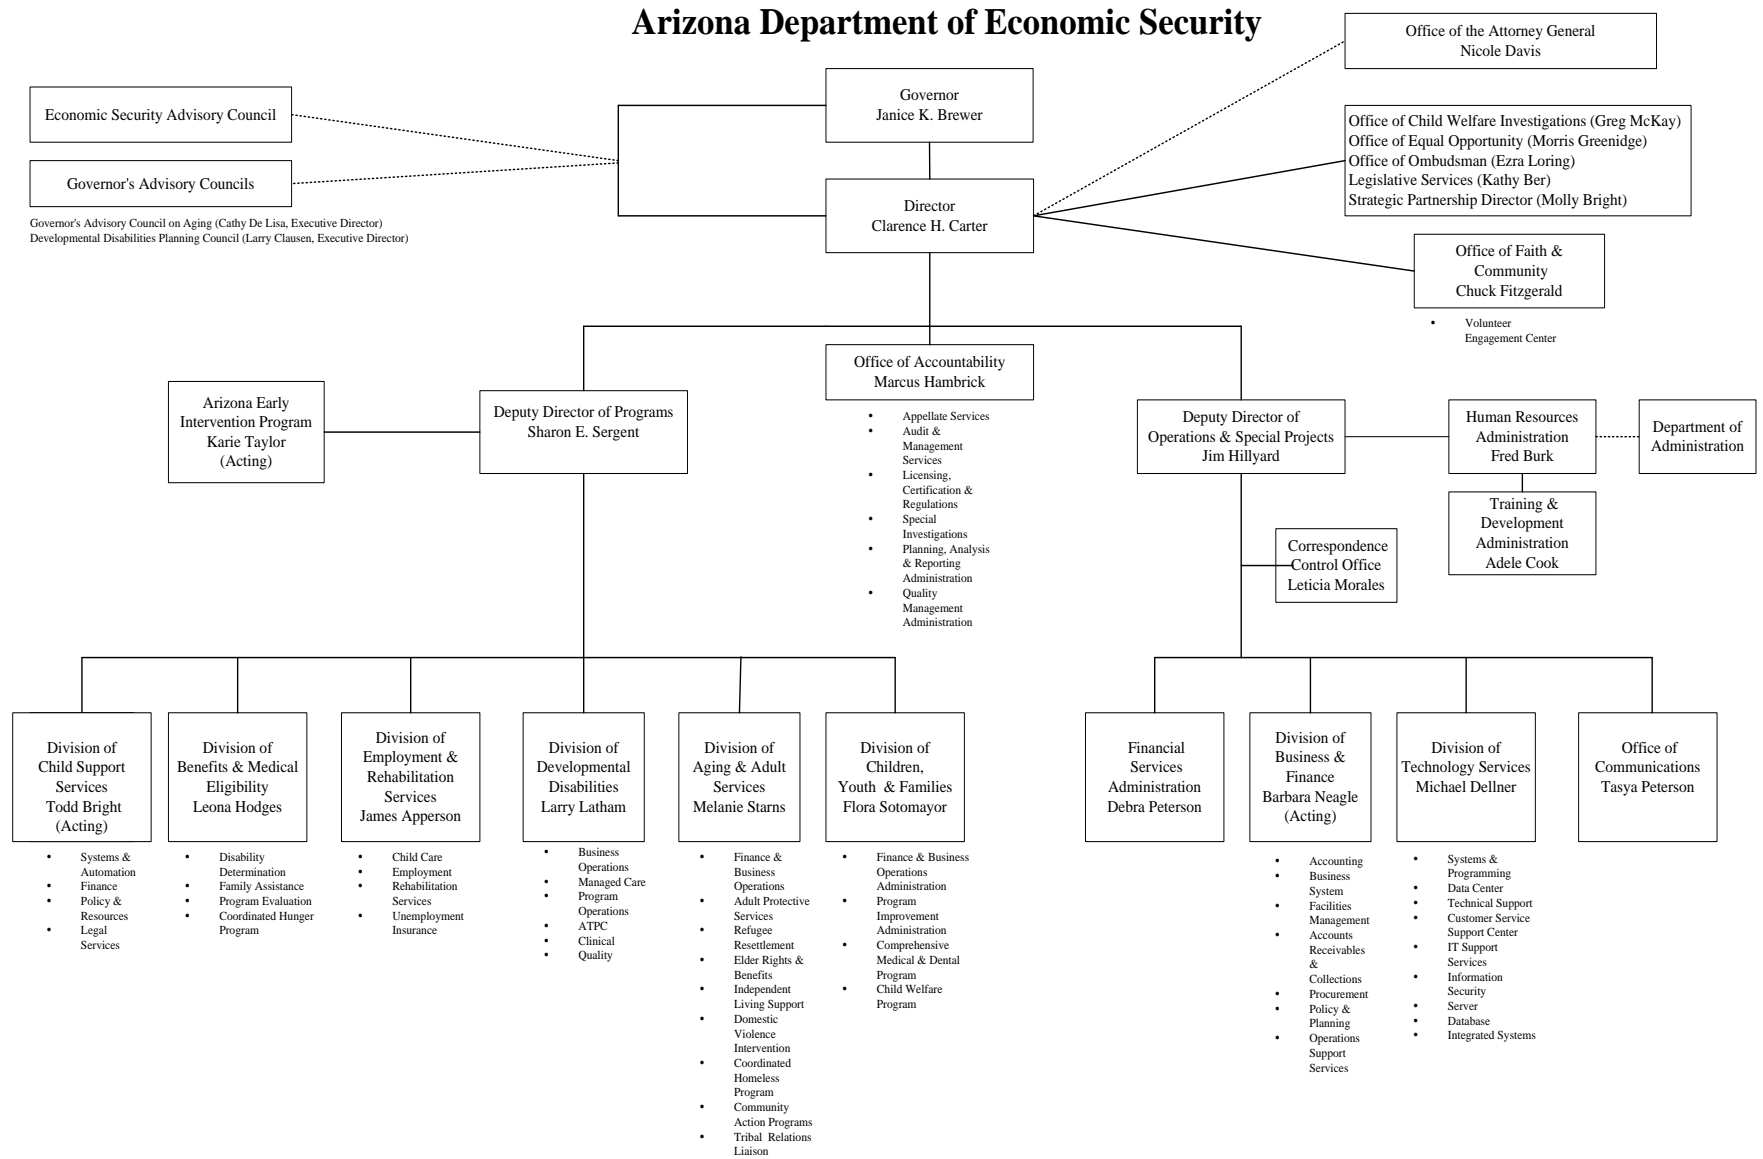 Arizona Department of Economic Security
Office of the Attorney General
Nicole Davis
Governor
Janice K. Brewer
Economic Security Advisory Council
Governor's Advisory Councils
Governor's Advisory Council on Aging (Cathy De Lisa, Executive Director)
Developmental Disabilities Planning Council (Larry Clausen, Executive Director)
Director
Clarence H. Carter
Office of Child Welfare Investigations (Greg McKay)
Office of Equal Opportunity (Morris Greenidge)
Office of Ombudsman (Ezra Loring)
Legislative Services (Kathy Ber)
Strategic Partnership Director (Molly Bright)
Office of Faith &
Community
Chuck Fitzgerald
• Volunteer
Engagement Center
Arizona Early
Intervention Program
Karie Taylor
(Acting)
Deputy Director of Programs
Sharon E. Sergent
Office of Accountability
Marcus Hambrick
• Appellate Services
• Audit &
Management
Services
• Licensing,
Certification &
Regulations
• Special
Investigations
• Planning, Analysis
& Reporting
Administration
• Quality
Management
Administration
Deputy Director of
Operations & Special Projects
Jim Hillyard
Human Resources
Administration
Fred Burk
Department of
Administration
Training &
Development
Administration
Adele Cook
Correspondence
Control Office
Leticia Morales
Division of
Child Support
Services
Todd Bright
(Acting)
• Systems &
Automation
• Finance
• Policy &
Resources
• Legal
Services
Division of
Benefits & Medical
Eligibility
Leona Hodges
• Disability
Determination
• Family Assistance
• Program Evaluation
• Coordinated Hunger
Program
Division of
Employment &
Rehabilitation
Services
James Apperson
• Child Care
• Employment
• Rehabilitation
Services
• Unemployment
Insurance
Division of
Developmental
Disabilities
Larry Latham
• Business
Operations
• Managed Care
• Program
Operations
• ATPC
• Clinical
• Quality
Division of
Aging & Adult
Services
Melanie Starns
• Finance &
Business
Operations
• Adult Protective
Services
• Refugee
Resettlement
• Elder Rights &
Benefits
• Independent
Living Support
• Domestic
Violence
Intervention
• Coordinated
Homeless
Program
• Community
Action Programs
• Tribal Relations
Liaison
Division of
Children,
Youth & Families
Flora Sotomayor
• Finance & Business
Operations
Administration
• Program
Improvement
Administration
• Comprehensive
Medical & Dental
Program
• Child Welfare
Program
Financial
Services
Administration
Debra Peterson
Division of
Business &
Finance
Barbara Neagle
(Acting)
• Accounting
• Business
System
• Facilities
Management
• Accounts
Receivables
&
Collections
• Procurement
• Policy &
Planning
• Operations
Support
Services
Division of
Technology Services
Michael Dellner
• Systems &
Programming
• Data Center
• Technical Support
• Customer Service
Support Center
• IT Support
Services
• Information
Security
• Server
• Database
• Integrated Systems
Office of
Communications
Tasya Peterson